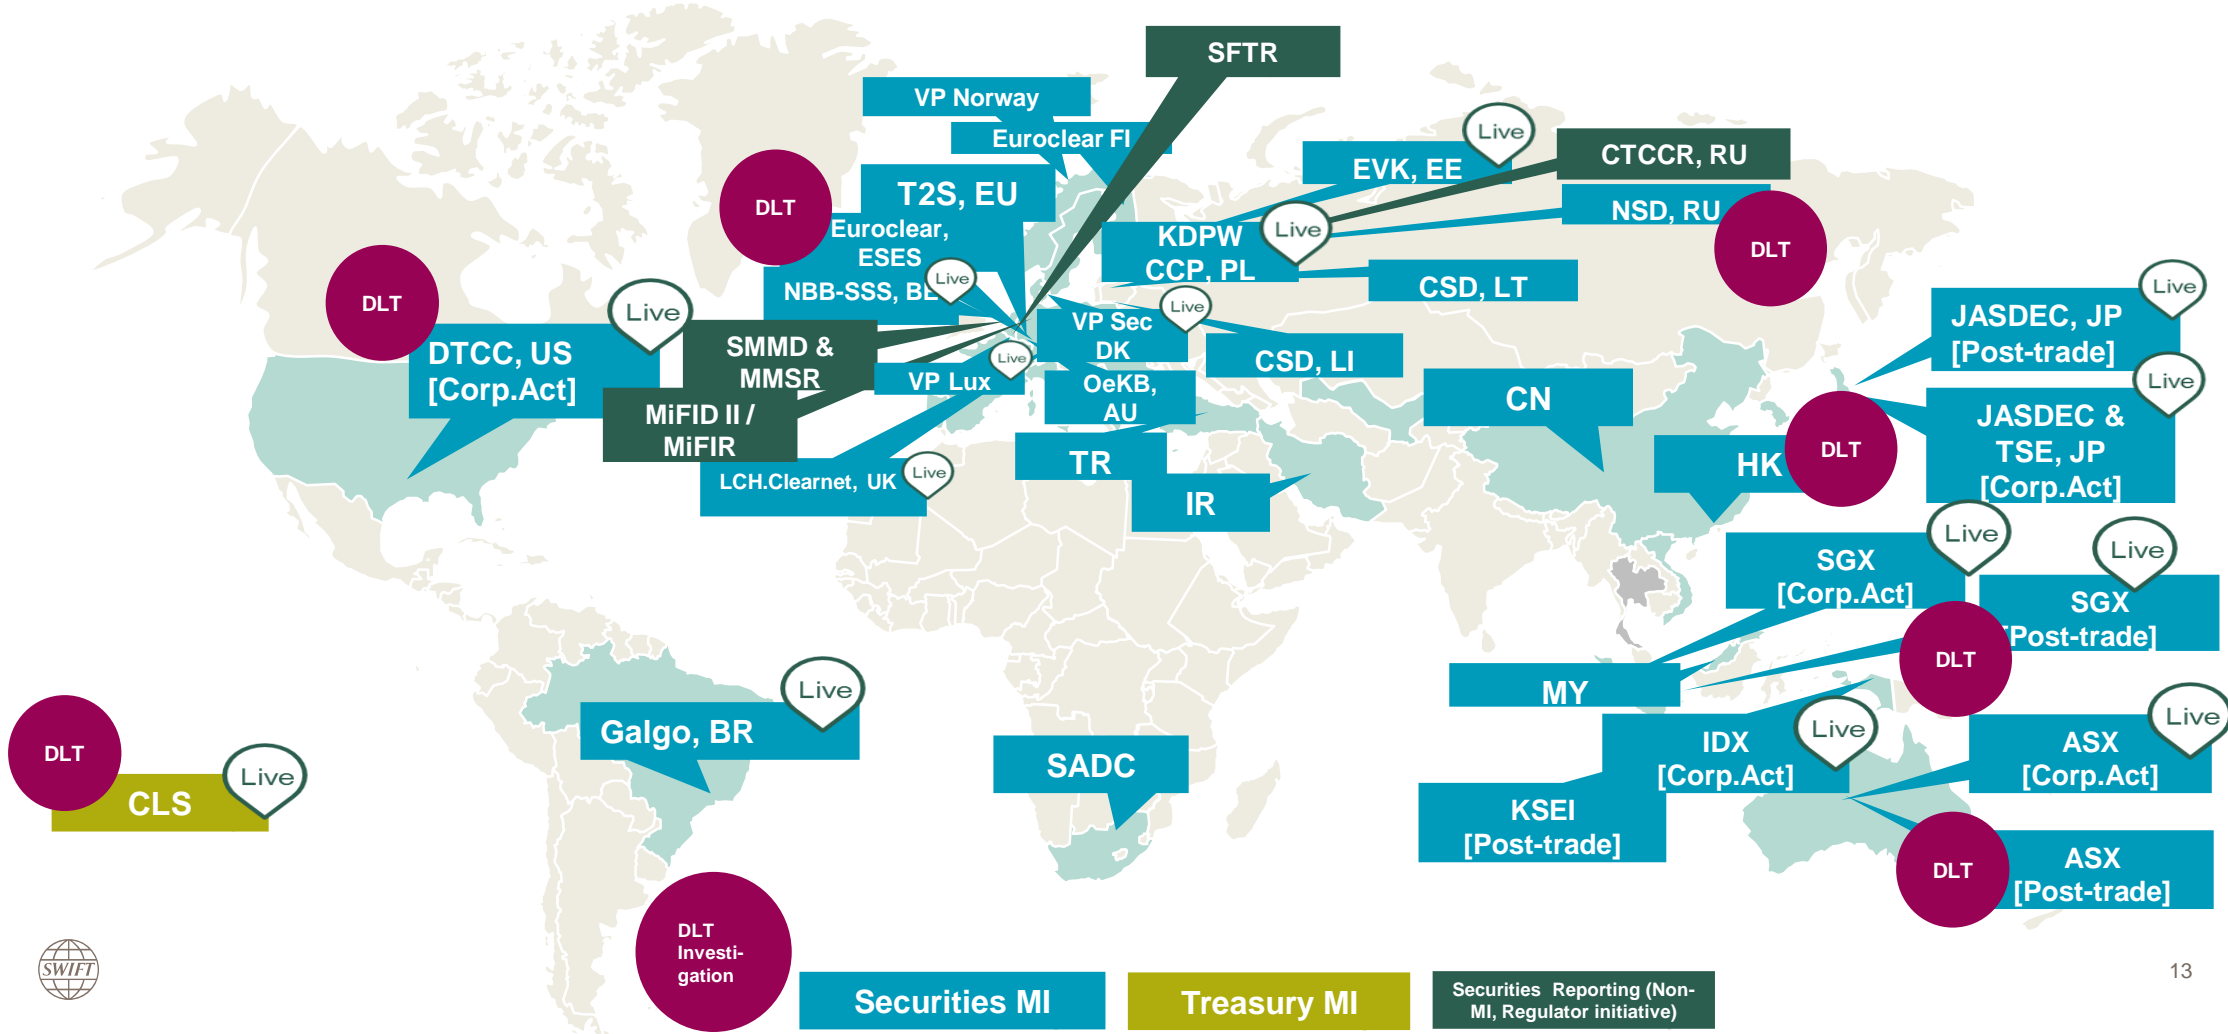 SFTR
VP Norway
Euroclear FI
Live
CTCCR, RU
EVK, EE
T2S, EU
DLT
NSD, RU
Euroclear,
ESES
KDPW
CCP, PL
Live
DLT
NBB-SSS, BE
Live
CSD, LT
DLT
Live
DTCC, US
[Corp.Act]
SMMD &
MMSR
VP Sec
DK
Live
JASDEC, JP
[Post-trade]
Live
VP Lux
Live
CSD, LI
OeKB,
AU
CN
Live
MiFID II /
MiFIR
JASDEC &
TSE, JP
[Corp.Act]
TR
HK
DLT
LCH.Clearnet, UK
Live
IR
SGX
[Corp.Act]
Live
Live
SGX
[Post-trade]
DLT
MY
Galgo, BR
Live
IDX
[Corp.Act]
Live
ASX
[Corp.Act]
Live
DLT
CLS
Live
SADC
KSEI
[Post-trade]
DLT
ASX
[Post-trade]
DLT
Investi-
gation
SWIFT
Securities MI
Treasury MI
Securities Reporting (Non-
MI, Regulator initiative)
13